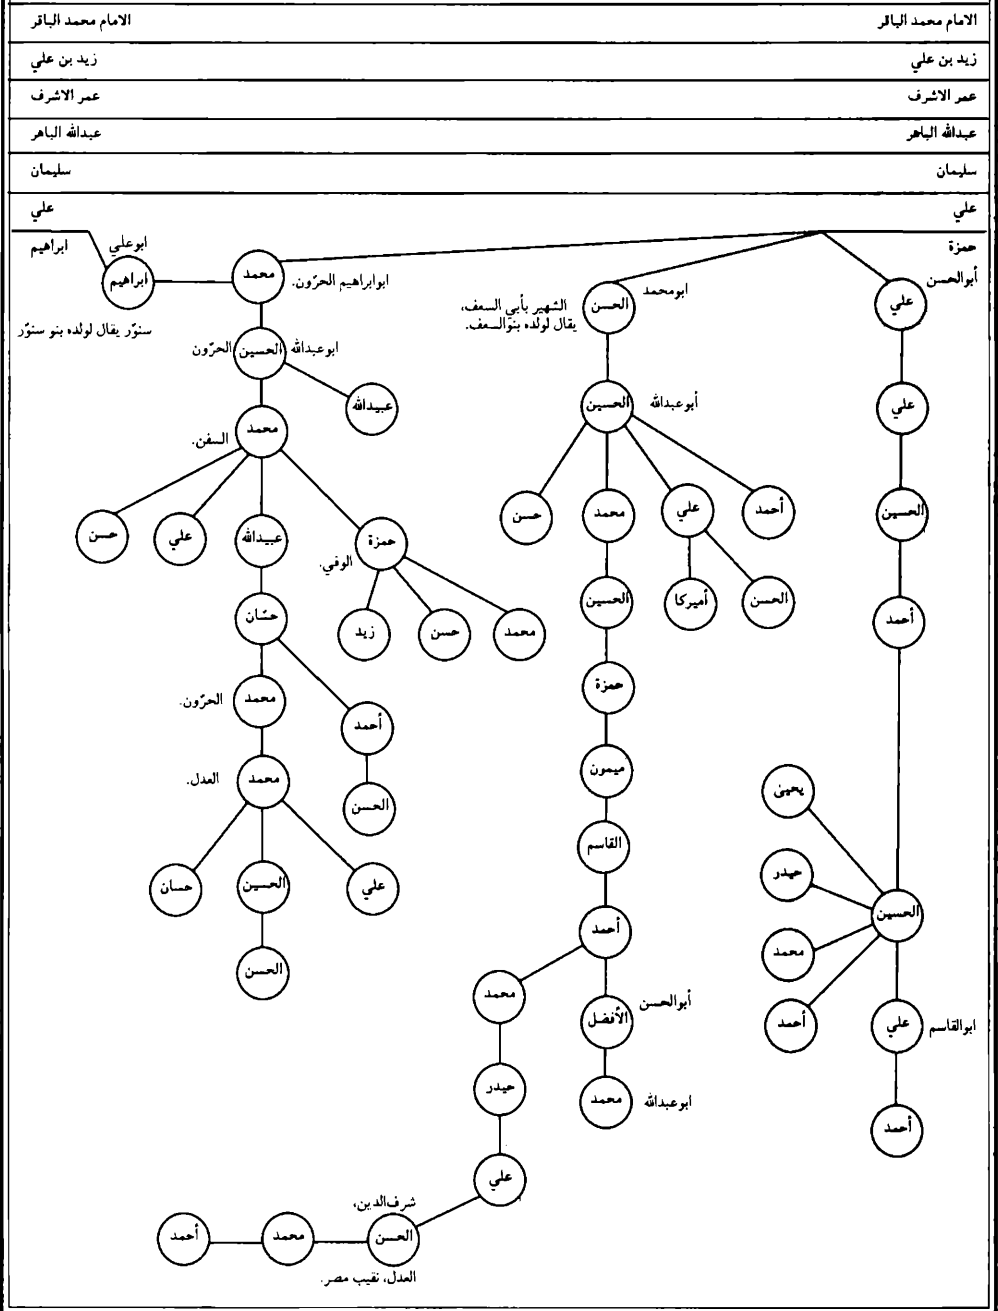 الامام محمد الباقر
الامام محمد الباقر
زيد بن علي
زيد بن علي
عمر الاشرف
عمر الاشرف
عبدالله الباهر
عبدالله الباهر
سليمان
سليمان
علي
علي
حمزة
ابراهيم
أبوالحسن
علي
علي
الحسين
أحمد
الحسين
يحيىٰ
حيدر
محمد
أحمد
علي
ابوالقاسم
أحمد
ابومحمد
الحسن
الشهير بأبي السعف،
يقال لولده بنوالسعف.
أبوعبدالله
الحسين
أحمد
علي
محمد
حسن
الحسن
أميركا
الحسين
حمزة
ميمون
القاسم
أحمد
أبوالحسن
الأفضل
ابوعبدالله
محمد
محمد
حيدر
علي
شرف‌الدين،
الحسن
العدل، نقيب مصر.
محمد
أحمد
محمد
ابوابراهيم الحرّون.
ابوعلي
ابراهيم
سنوّر يقال لولده بنو سنوّر
ابوعبدالله
الحسين
الحرّون
عبيدالله
محمد
السفن.
حمزة
الوفي.
عبيدالله
علي
حسن
محمد
حسن
زيد
حسّان
أحمد
الحسن
محمد
الحرّون.
محمد
العدل.
علي
الحسين
حسان
الحسن